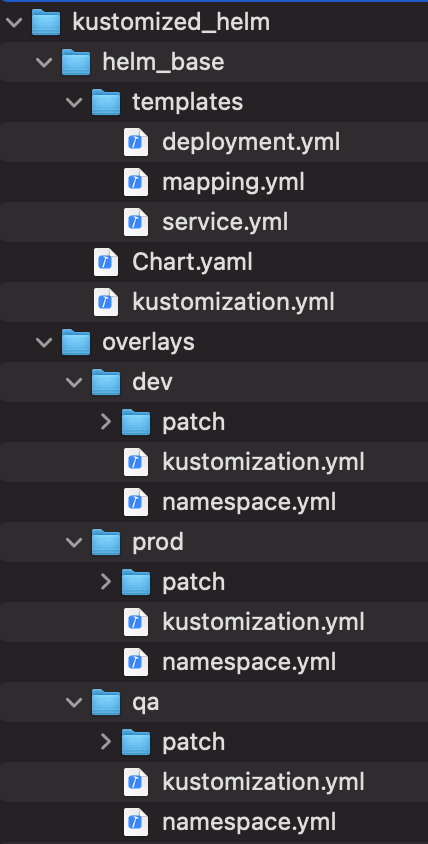 kustomized_helm
helm_base
templates
deployment.yml
mapping.yml
service.yml
Chart.yaml
kustomization.yml
overlays
dev
patch
kustomization.yml
namespace.yml
prod
patch
kustomization.yml
namespace.yml
qa
patch
kustomization.yml
namespace.yml